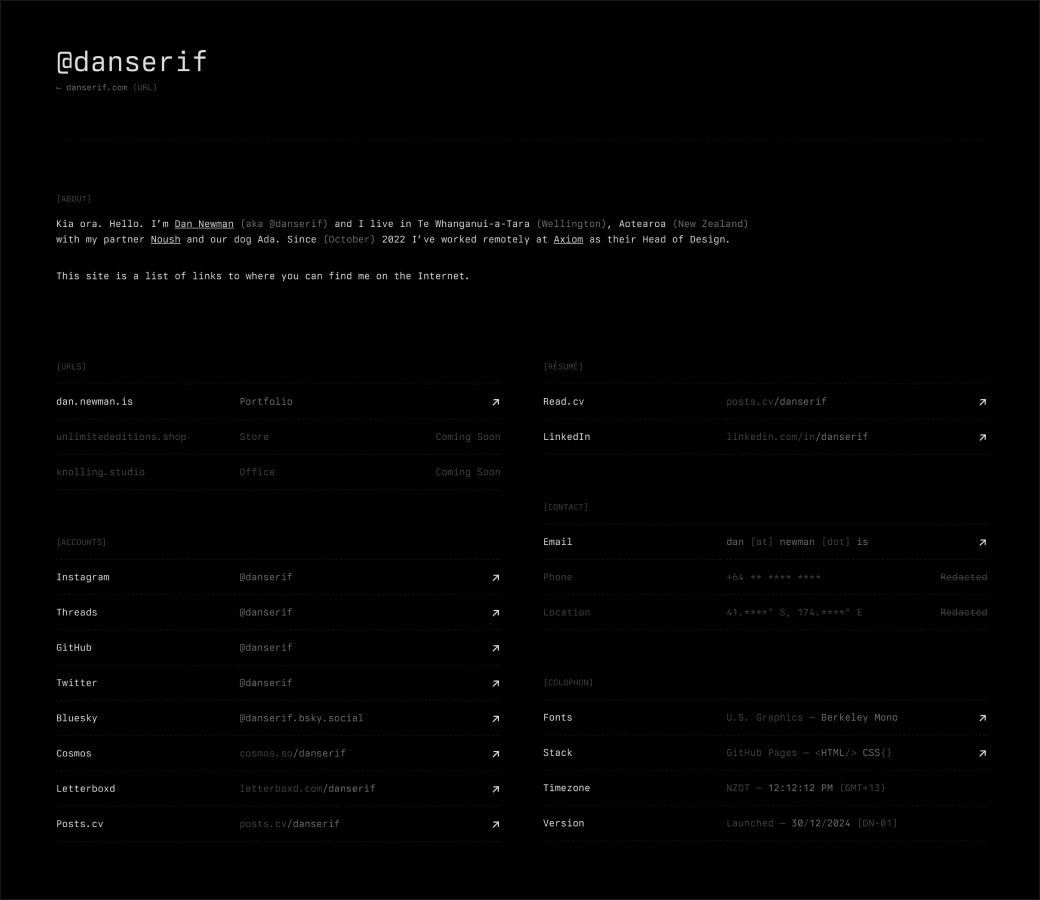 @danserif
~ danserif.com (URL)
[ABOUT]
Kia ora. Hello. I’m Dan Newman (aka @danserif) and I live in Te Whanganui-a-Tara (Wellington), Aotearoa (New Zealand)
with my partner Noush and our dog Ada. Since (October) 2022 I’ve worked remotely at Axiom as their Head of Design.
This site is a list of links to where you can find me on the Internet.
[URLS]
dan.newman.is Portfolio ↗
unlimitededitions.shop Store Coming Soon
knolling.studio Office Coming Soon
[ACCOUNTS]
Instagram @danserif ↗
Threads @danserif ↗
GitHub @danserif ↗
Twitter @danserif ↗
Bluesky @danserif.bsky.social ↗
Cosmos cosmos.so/danserif ↗
Letterboxd letterboxd.com/danserif ↗
Posts.cv posts.cv/danserif ↗
[RÉSUMÉ]
Read.cv posts.cv/danserif ↗
LinkedIn linkedin.com/in/danserif ↗
[CONTACT]
Email dan [at] newman [dot] is ↗
Phone +64 ** **** **** Redacted
Location 41.****° S, 174.****° E Redacted
[COLOPHON]
Fonts U.S. Graphics — Berkeley Mono ↗
Stack GitHub Pages — <HTML/> CSS{} ↗
Timezone NZDT — 12:12:12 PM (GMT+13)
Version Launched — 30/12/2024 [DN-01]